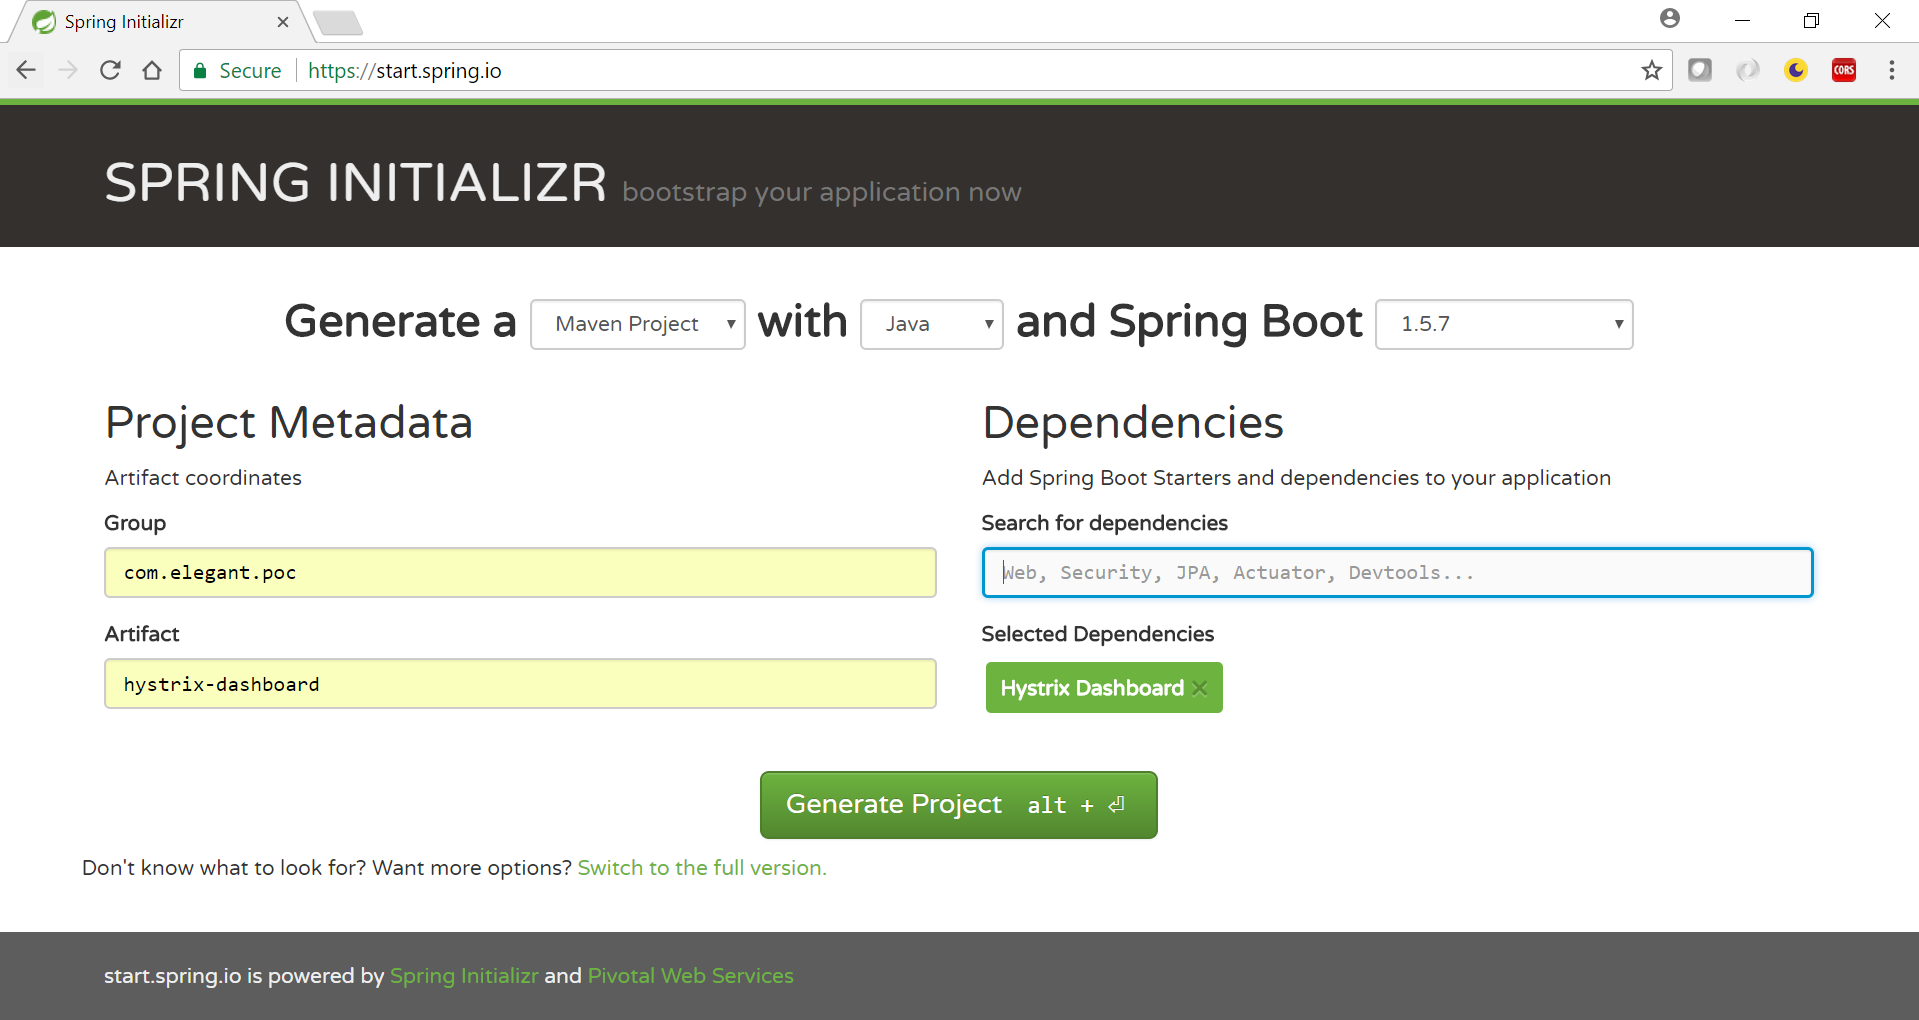 Spring Initializr
Secure https://start.spring.io
CORS
SPRING INITIALIZR bootstrap your application now
Generate a Maven Project with Java and Spring Boot 1.5.7
Project Metadata
Artifact coordinates
Group
com.elegant.poc
Artifact
hystrix-dashboard
Dependencies
Add Spring Boot Starters and dependencies to your application
Search for dependencies
Web, Security, JPA, Actuator, Devtools...
Selected Dependencies
Hystrix Dashboard
Generate Project alt + ⏎
Don't know what to look for? Want more options? Switch to the full version.
start.spring.io is powered by Spring Initializr and Pivotal Web Services